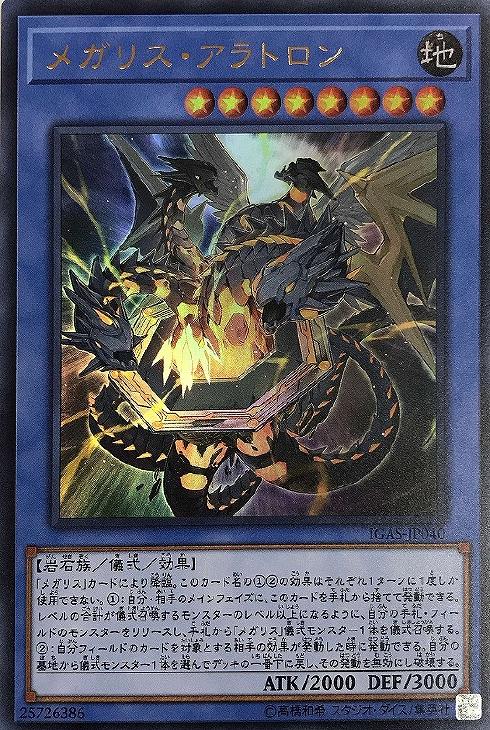 メガリス・アラトロン
地
IGAS-JP040
【岩石族／儀式／効果】
「メガリス」カードにより降臨。このカード名の①②の効果はそれぞれ１ターンに１度しか
使用できない。①：自分・相手のメインフェイズに、このカードを手札から捨てて発動できる。
レベルの合計が儀式召喚するモンスターのレベル以上になるように、自分の手札・フィー
ルドのモンスターをリリースし、手札から「メガリス」儀式モンスター１体を儀式召喚する。
②：自分フィールドのカードを対象とする相手の効果が発動した時に発動できる。自分の
墓地から儀式モンスター１体を選んでデッキの一番下に戻し、その発動を無効にし破壊する。
ATK/2000 DEF/3000
25726386
©高橋和希 スタジオ・ダイス/集英社